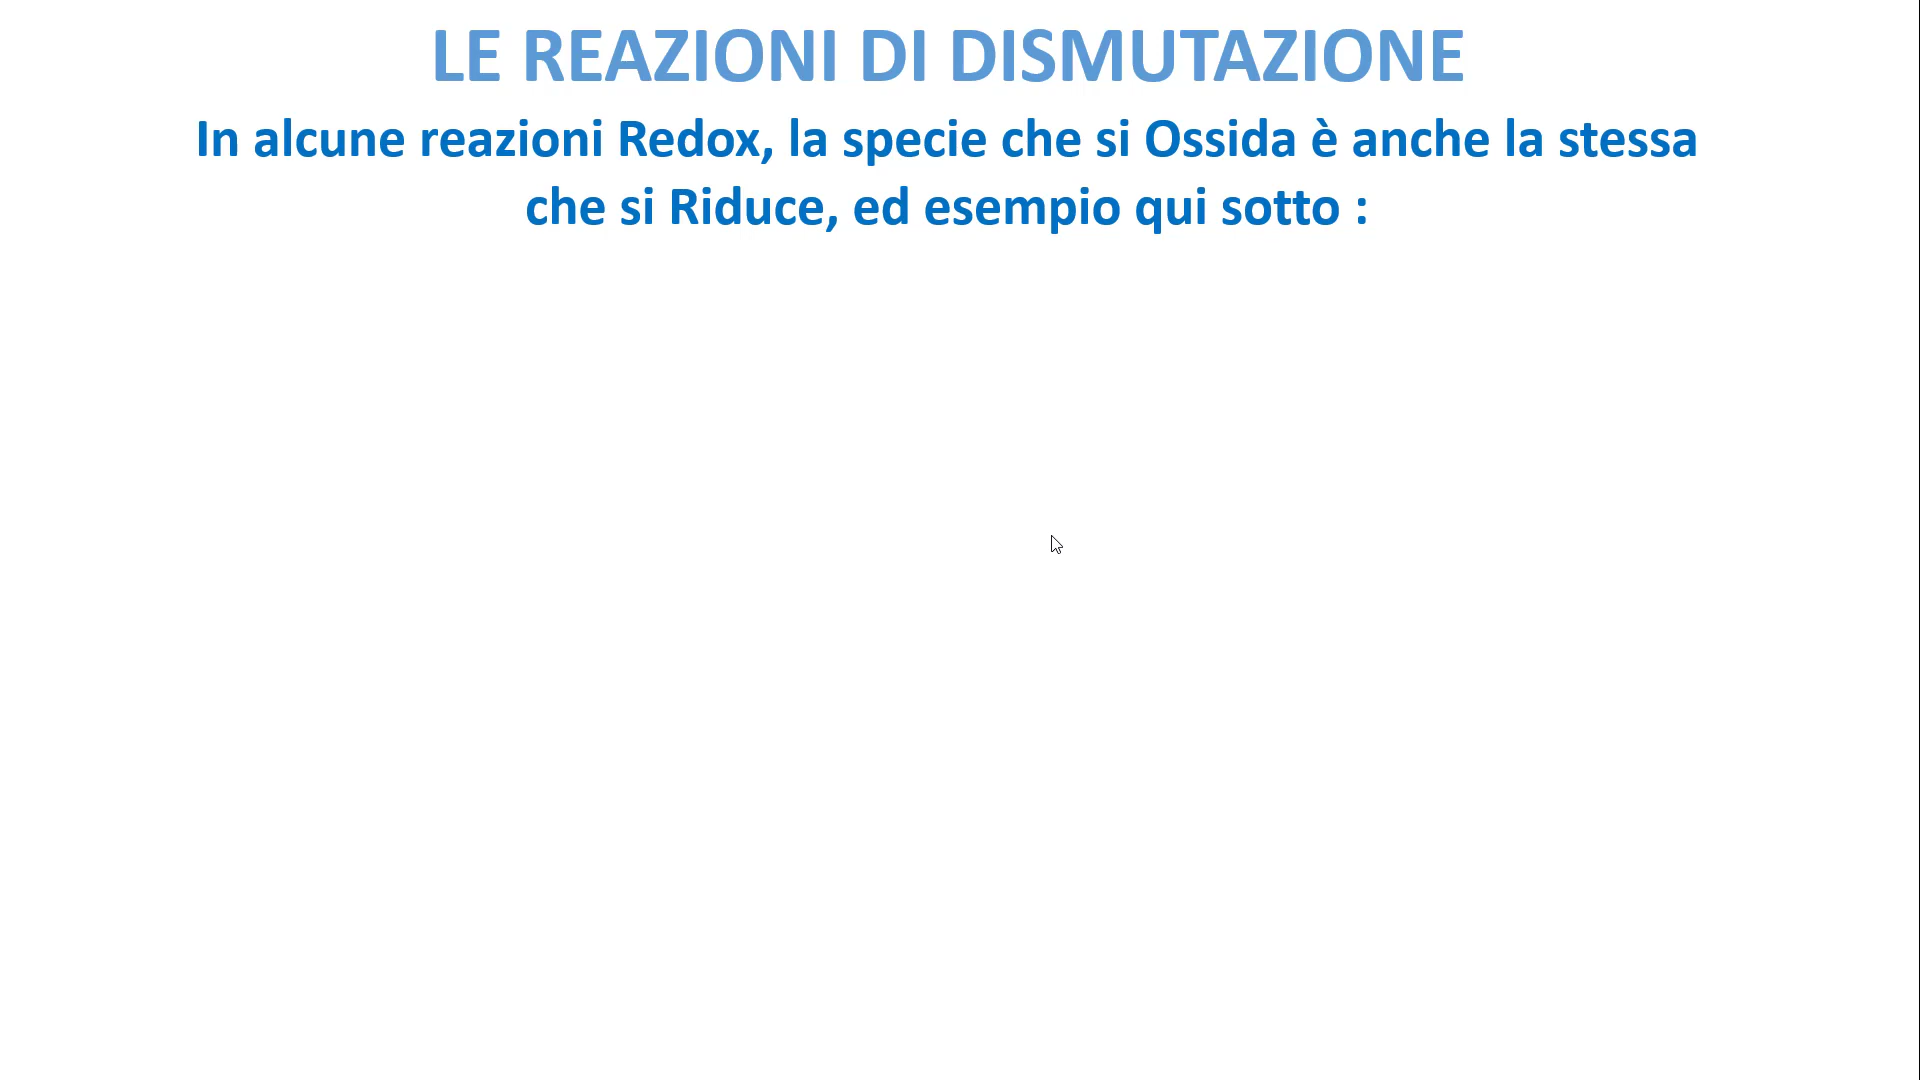 LE REAZIONI DI DISMUTAZIONE
In alcune reazioni Redox, la specie che si Ossida è anche la stessa
che si Riduce, ed esempio qui sotto :